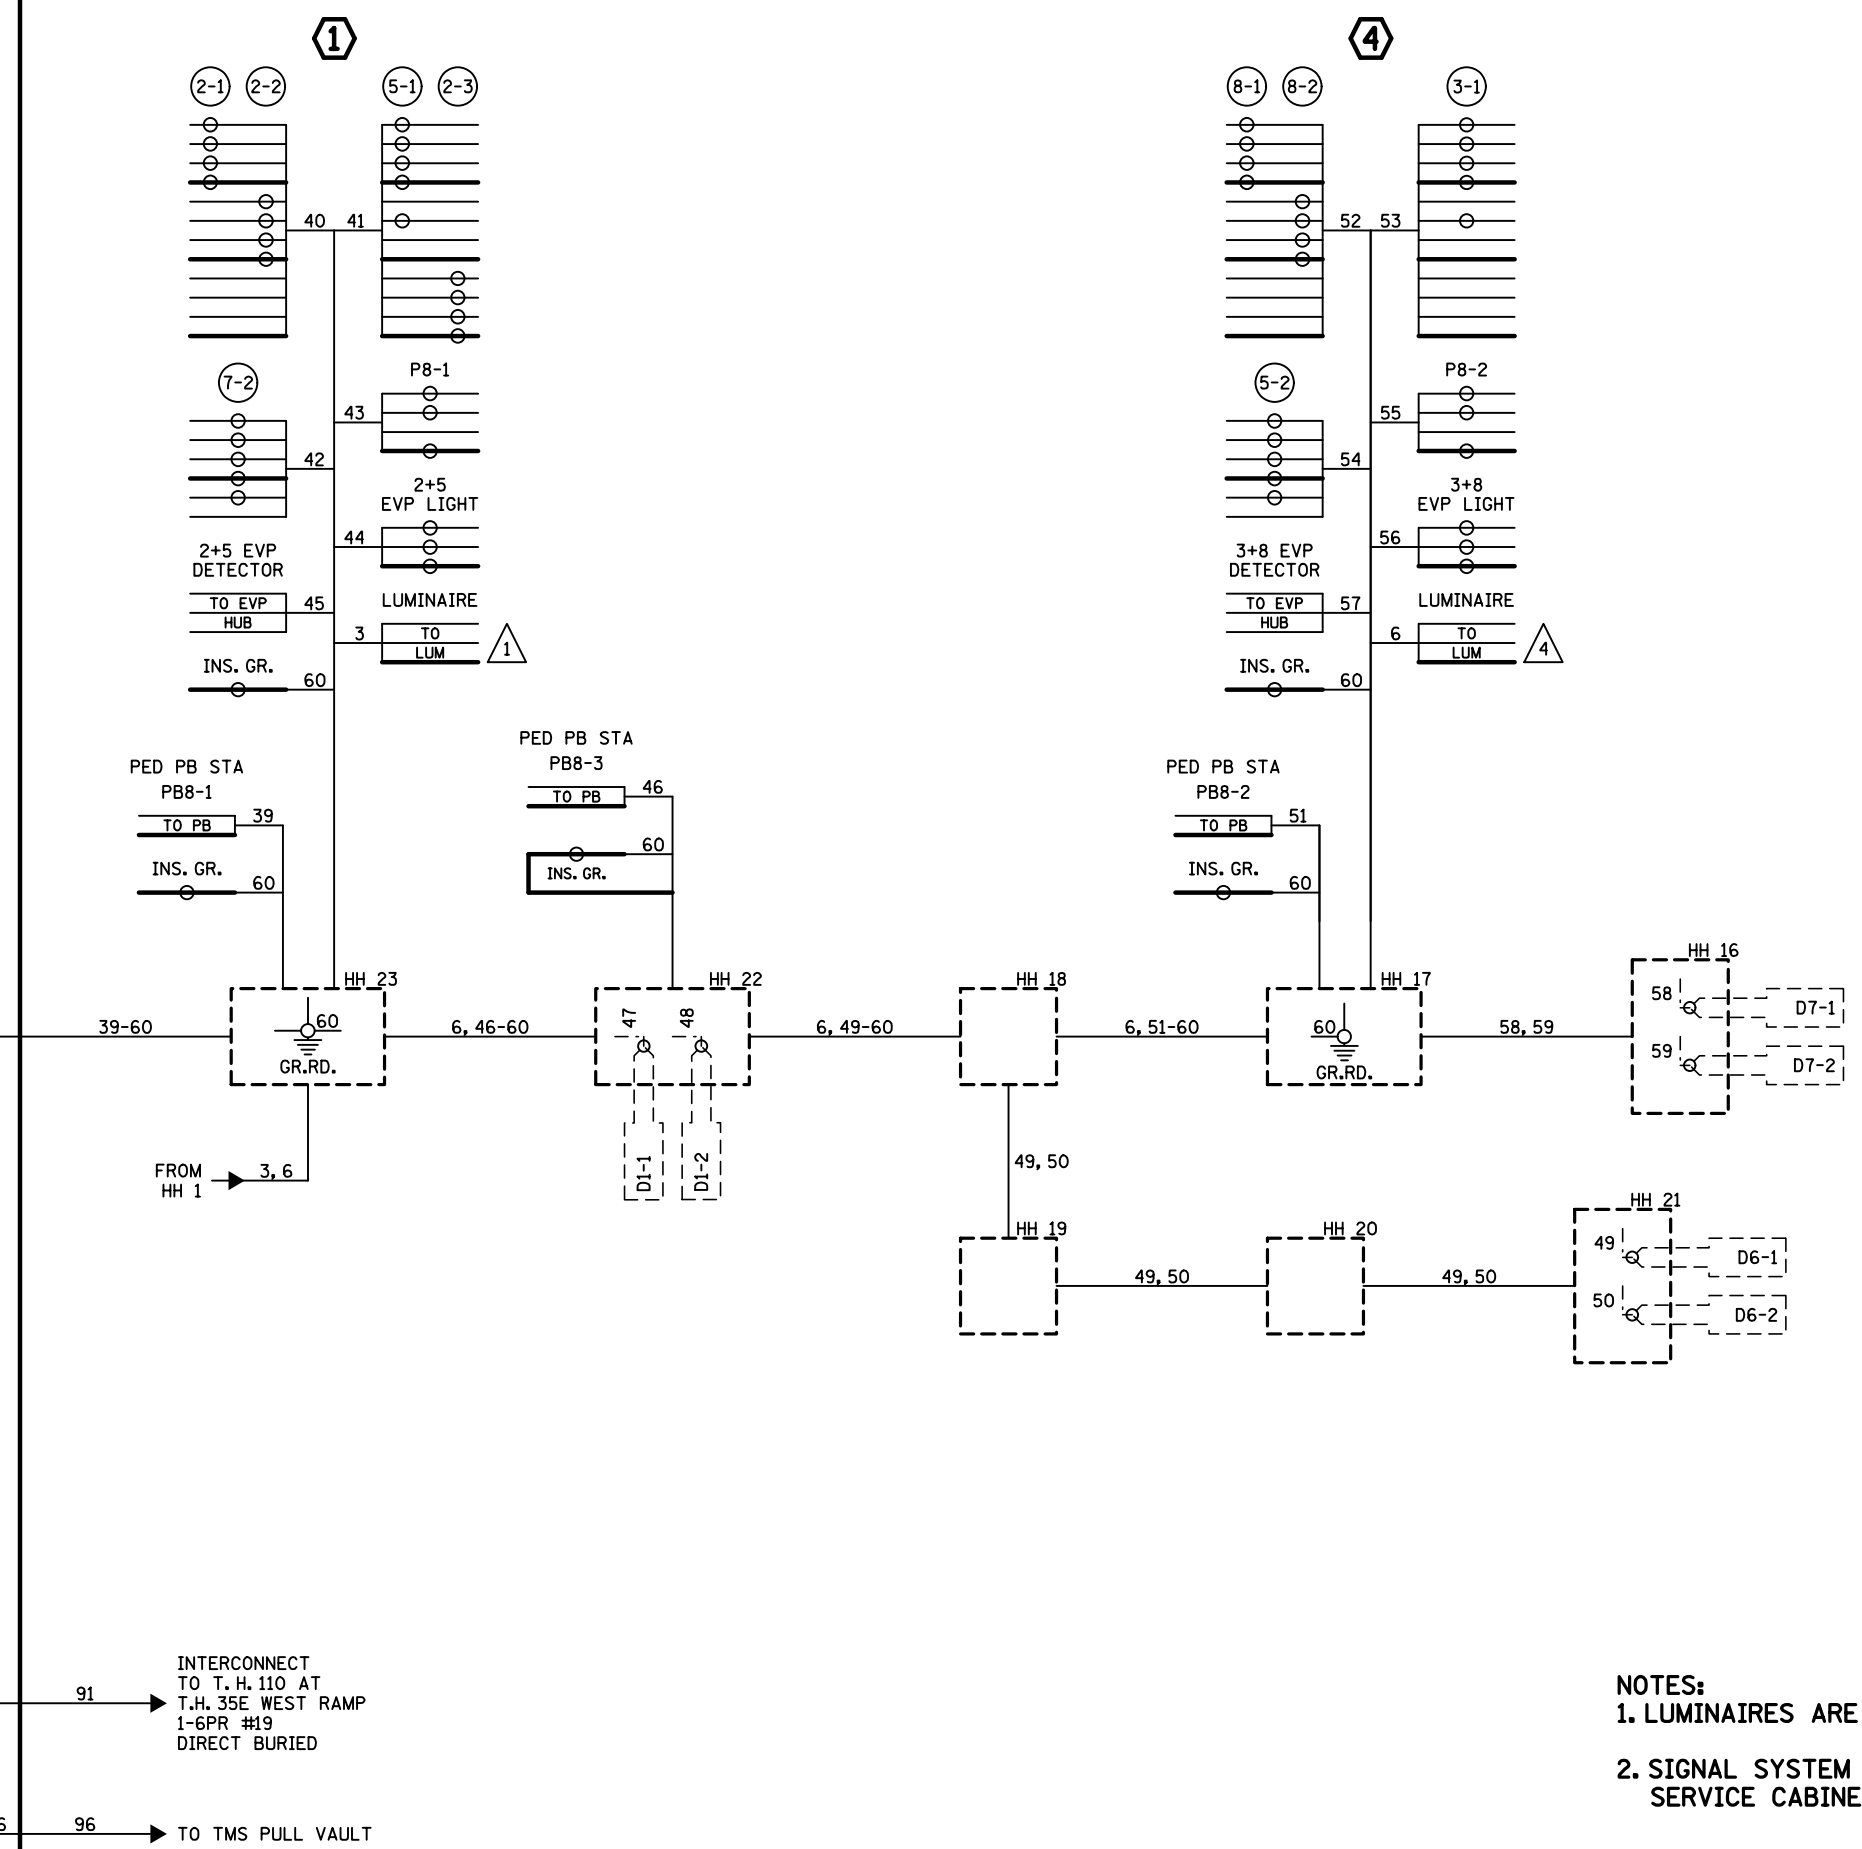 1
4
2-1 2-2 5-1 2-3
8-1 8-2 3-1
40 41
52 53
P8-1
P8-2
7-2
5-2
43
55
42
54
2+5
EVP LIGHT
3+8
EVP LIGHT
44
56
2+5 EVP
DETECTOR
3+8 EVP
DETECTOR
TO EVP
HUB
45
TO EVP
HUB
57
LUMINAIRE
LUMINAIRE
3
TO
LUM
1
6
TO
LUM
4
INS. GR.
60
INS. GR.
60
PED PB STA
PB8-1
TO PB
39
INS. GR.
60
PED PB STA
PB8-3
TO PB
46
60
INS. GR.
PED PB STA
PB8-2
TO PB
51
INS. GR.
60
HH 23
HH 22
HH 18
HH 17
HH 16
39-60
60
GR.RD.
6, 46-60
47
48
6, 49-60
6, 51-60
60
GR.RD.
58, 59
58
D7-1
59
D7-2
D1-1
D1-2
FROM
HH 1
3, 6
49, 50
HH 19
HH 20
HH 21
49, 50
49, 50
49
D6-1
50
D6-2
91
INTERCONNECT
TO T. H. 110 AT
T.H. 35E WEST RAMP
1-6PR #19
DIRECT BURIED
6
96
TO TMS PULL VAULT
NOTES:
1. LUMINAIRES ARE
2. SIGNAL SYSTEM
SERVICE CABINE